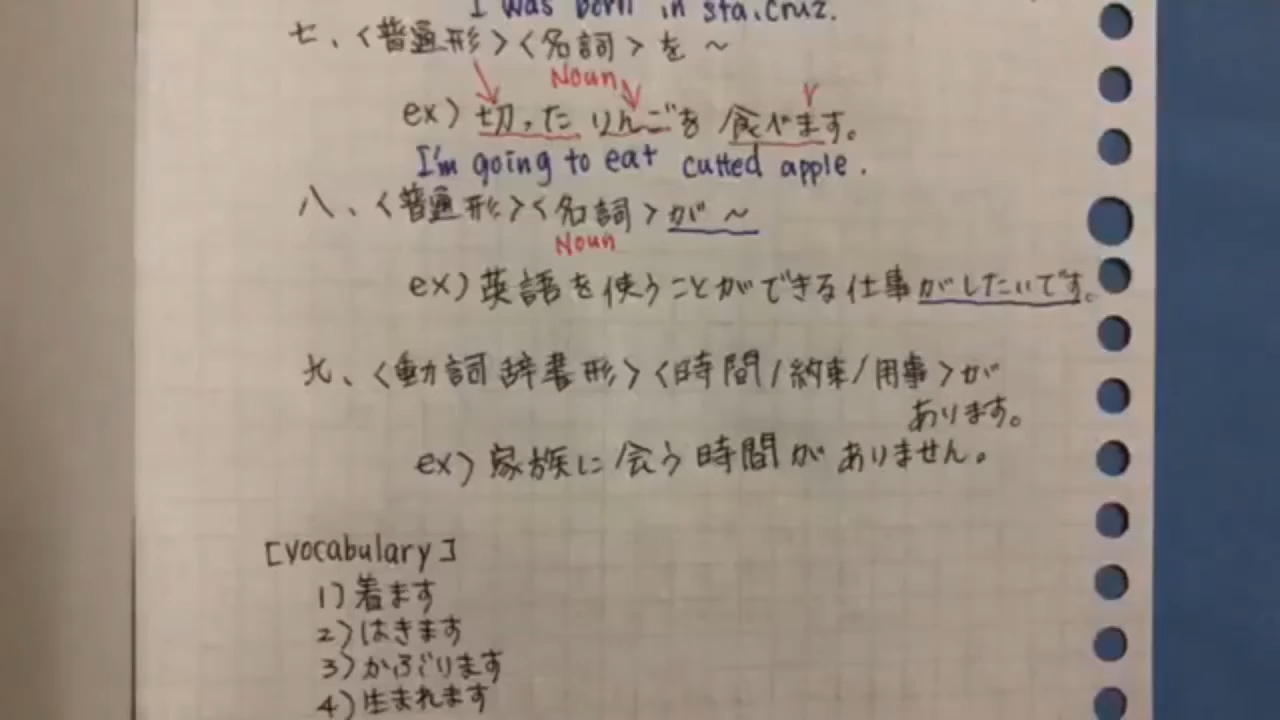 I was born in sta.cruz.
七、<普通形><名詞>を～
Noun
V
ex) 切ったりんごを食べます。
I'm going to eat cutted apple.
八、<普通形><名詞>が～
Noun
ex) 英語を使うことができる仕事がしたいです。
九、<動詞辞書形><時間/約束/用事>が
あります。
ex) 家族に会う時間がありません。
[vocabulary]
1) 着ます
2) はきます
3) かぶります
4) 生まれます